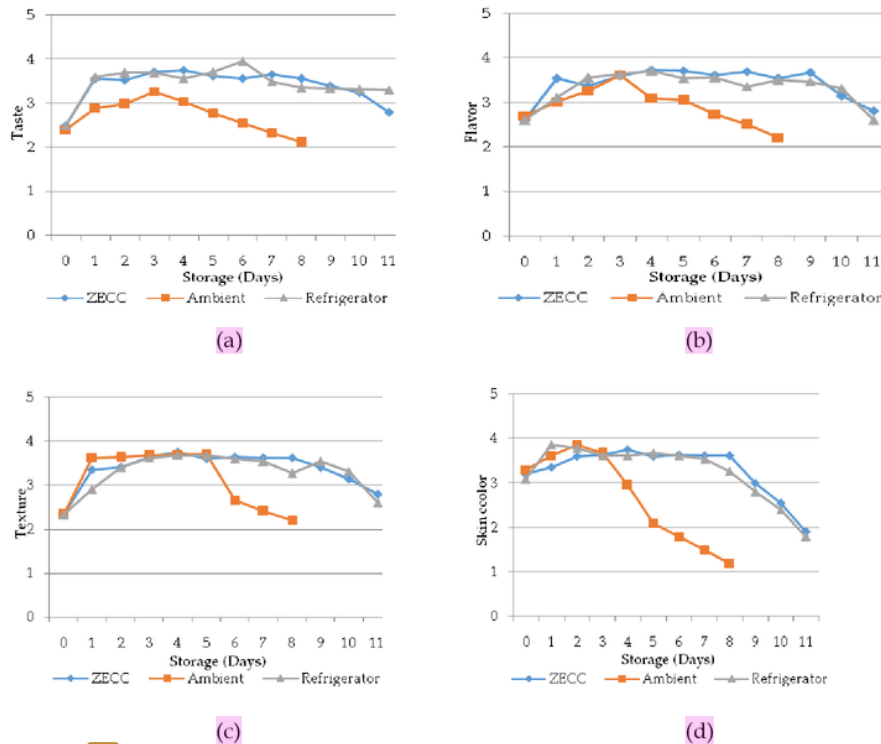 5
4
3
2
1
0
Taste
0 1 2 3 4 5 6 7 8 9 10 11
Storage (Days)
ZECC Ambient Refrigerator
(a)
5
4
3
2
1
0
Flavor
0 1 2 3 4 5 6 7 8 9 10 11
Storage (Days)
ZECC Ambient Refrigerator
(b)
5
4
3
2
1
0
Texture
0 1 2 3 4 5 6 7 8 9 10 11
Storage (Days)
ZECC Ambient Refrigerator
(c)
5
4
3
2
1
0
Skin ccolor
0 1 2 3 4 5 6 7 8 9 10 11
Storage (Days)
ZECC Ambient Refrigerator
(d)